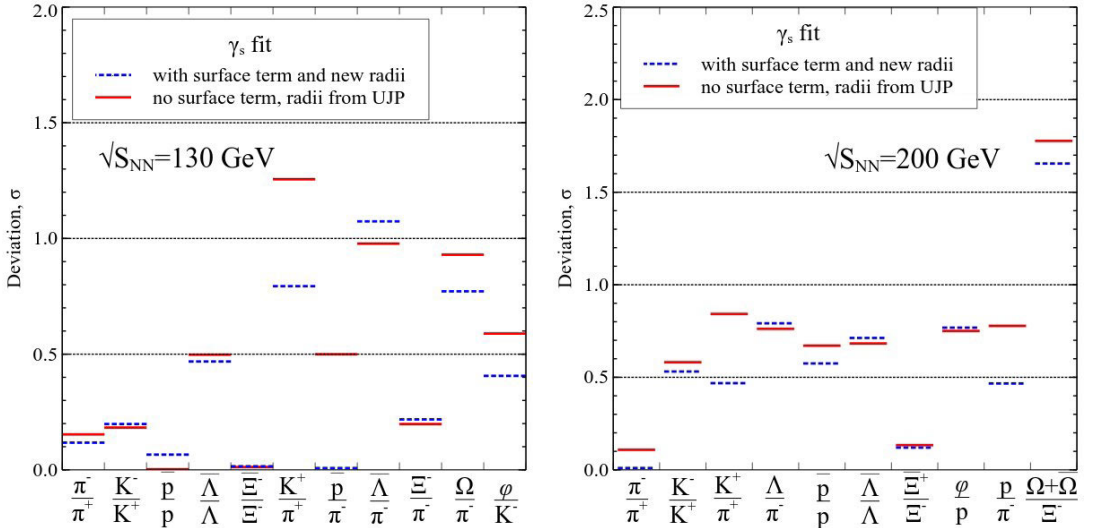 2.0
1.5
1.0
0.5
0.0
Deviation, σ
γs fit
with surface term and new radii
no surface term, radii from UJP
√S_NN=130 GeV
π⁻/π⁺ K⁻/K⁺ p̅/p Λ̅/Λ Ξ̅⁻/Ξ⁻ K⁺/π⁺ p̅/π⁻ Λ̅/π⁻ Ξ⁻/π⁻ Ω/π⁻ φ/K⁻
2.5
2.0
1.5
1.0
0.5
0.0
Deviation, σ
γs fit
with surface term and new radii
no surface term, radii from UJP
√S_NN=200 GeV
π⁻/π⁺ K⁻/K⁺ K⁺/π⁺ Λ/π⁻ p̅/p Λ̅/Λ Ξ̅⁺/Ξ⁻ φ/p p/π⁻ Ω+Ω̅/Ξ⁻